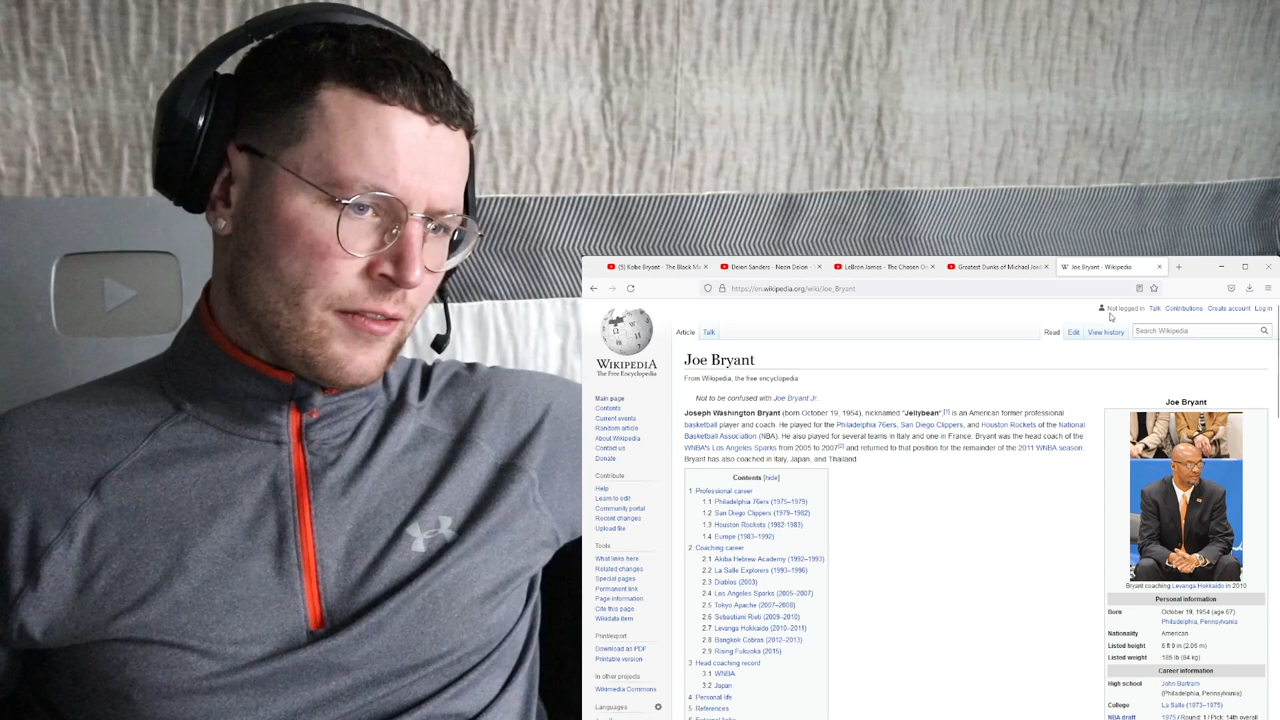 (5) Kobe Bryant - The Black Ma
Deion Sanders - Neon Deion -
LeBron James - The Chosen O
Greatest Dunks of Michael Jord
Joe Bryant - Wikipedia
https://en.wikipedia.org/wiki/Joe_Bryant
Not logged in Talk Contributions Create account Log in
Article Talk
Read Edit View history Search Wikipedia
WIKIPEDIA
The Free Encyclopedia
Main page
Contents
Current events
Random article
About Wikipedia
Contact us
Donate
Contribute
Help
Learn to edit
Community portal
Recent changes
Upload file
Tools
What links here
Related changes
Special pages
Permanent link
Page information
Cite this page
Wikidata item
Print/export
Download as PDF
Printable version
In other projects
Wikimedia Commons
Languages
Joe Bryant
From Wikipedia, the free encyclopedia
Not to be confused with Joe Bryant Jr..
Joseph Washington Bryant (born October 19, 1954), nicknamed "Jellybean",[1] is an American former professional
basketball player and coach. He played for the Philadelphia 76ers, San Diego Clippers, and Houston Rockets of the National
Basketball Association (NBA). He also played for several teams in Italy and one in France. Bryant was the head coach of the
WNBA's Los Angeles Sparks from 2005 to 2007[2] and returned to that position for the remainder of the 2011 WNBA season.
Bryant has also coached in Italy, Japan, and Thailand.
Contents [hide]
1 Professional career
1.1 Philadelphia 76ers (1975–1979)
1.2 San Diego Clippers (1979–1982)
1.3 Houston Rockets (1982-1983)
1.4 Europe (1983–1992)
2 Coaching career
2.1 Akiba Hebrew Academy (1992–1993)
2.2 La Salle Explorers (1993–1996)
2.3 Diablos (2003)
2.4 Los Angeles Sparks (2005–2007)
2.5 Tokyo Apache (2007–2008)
2.6 Sebastiani Rieti (2009–2010)
2.7 Levanga Hokkaido (2010–2011)
2.8 Bangkok Cobras (2012–2013)
2.9 Rising Fukuoka (2015)
3 Head coaching record
3.1 WNBA
3.2 Japan
4 Personal life
5 References
6 External links
Joe Bryant
Bryant coaching Levanga Hokkaido in 2010
Personal information
Born October 19, 1954 (age 67)
Philadelphia, Pennsylvania
Nationality American
Listed height 6 ft 9 in (2.06 m)
Listed weight 185 lb (84 kg)
Career information
High school John Bartram
(Philadelphia, Pennsylvania)
College La Salle (1973–1975)
NBA draft 1975 / Round: 1 / Pick: 14th overall